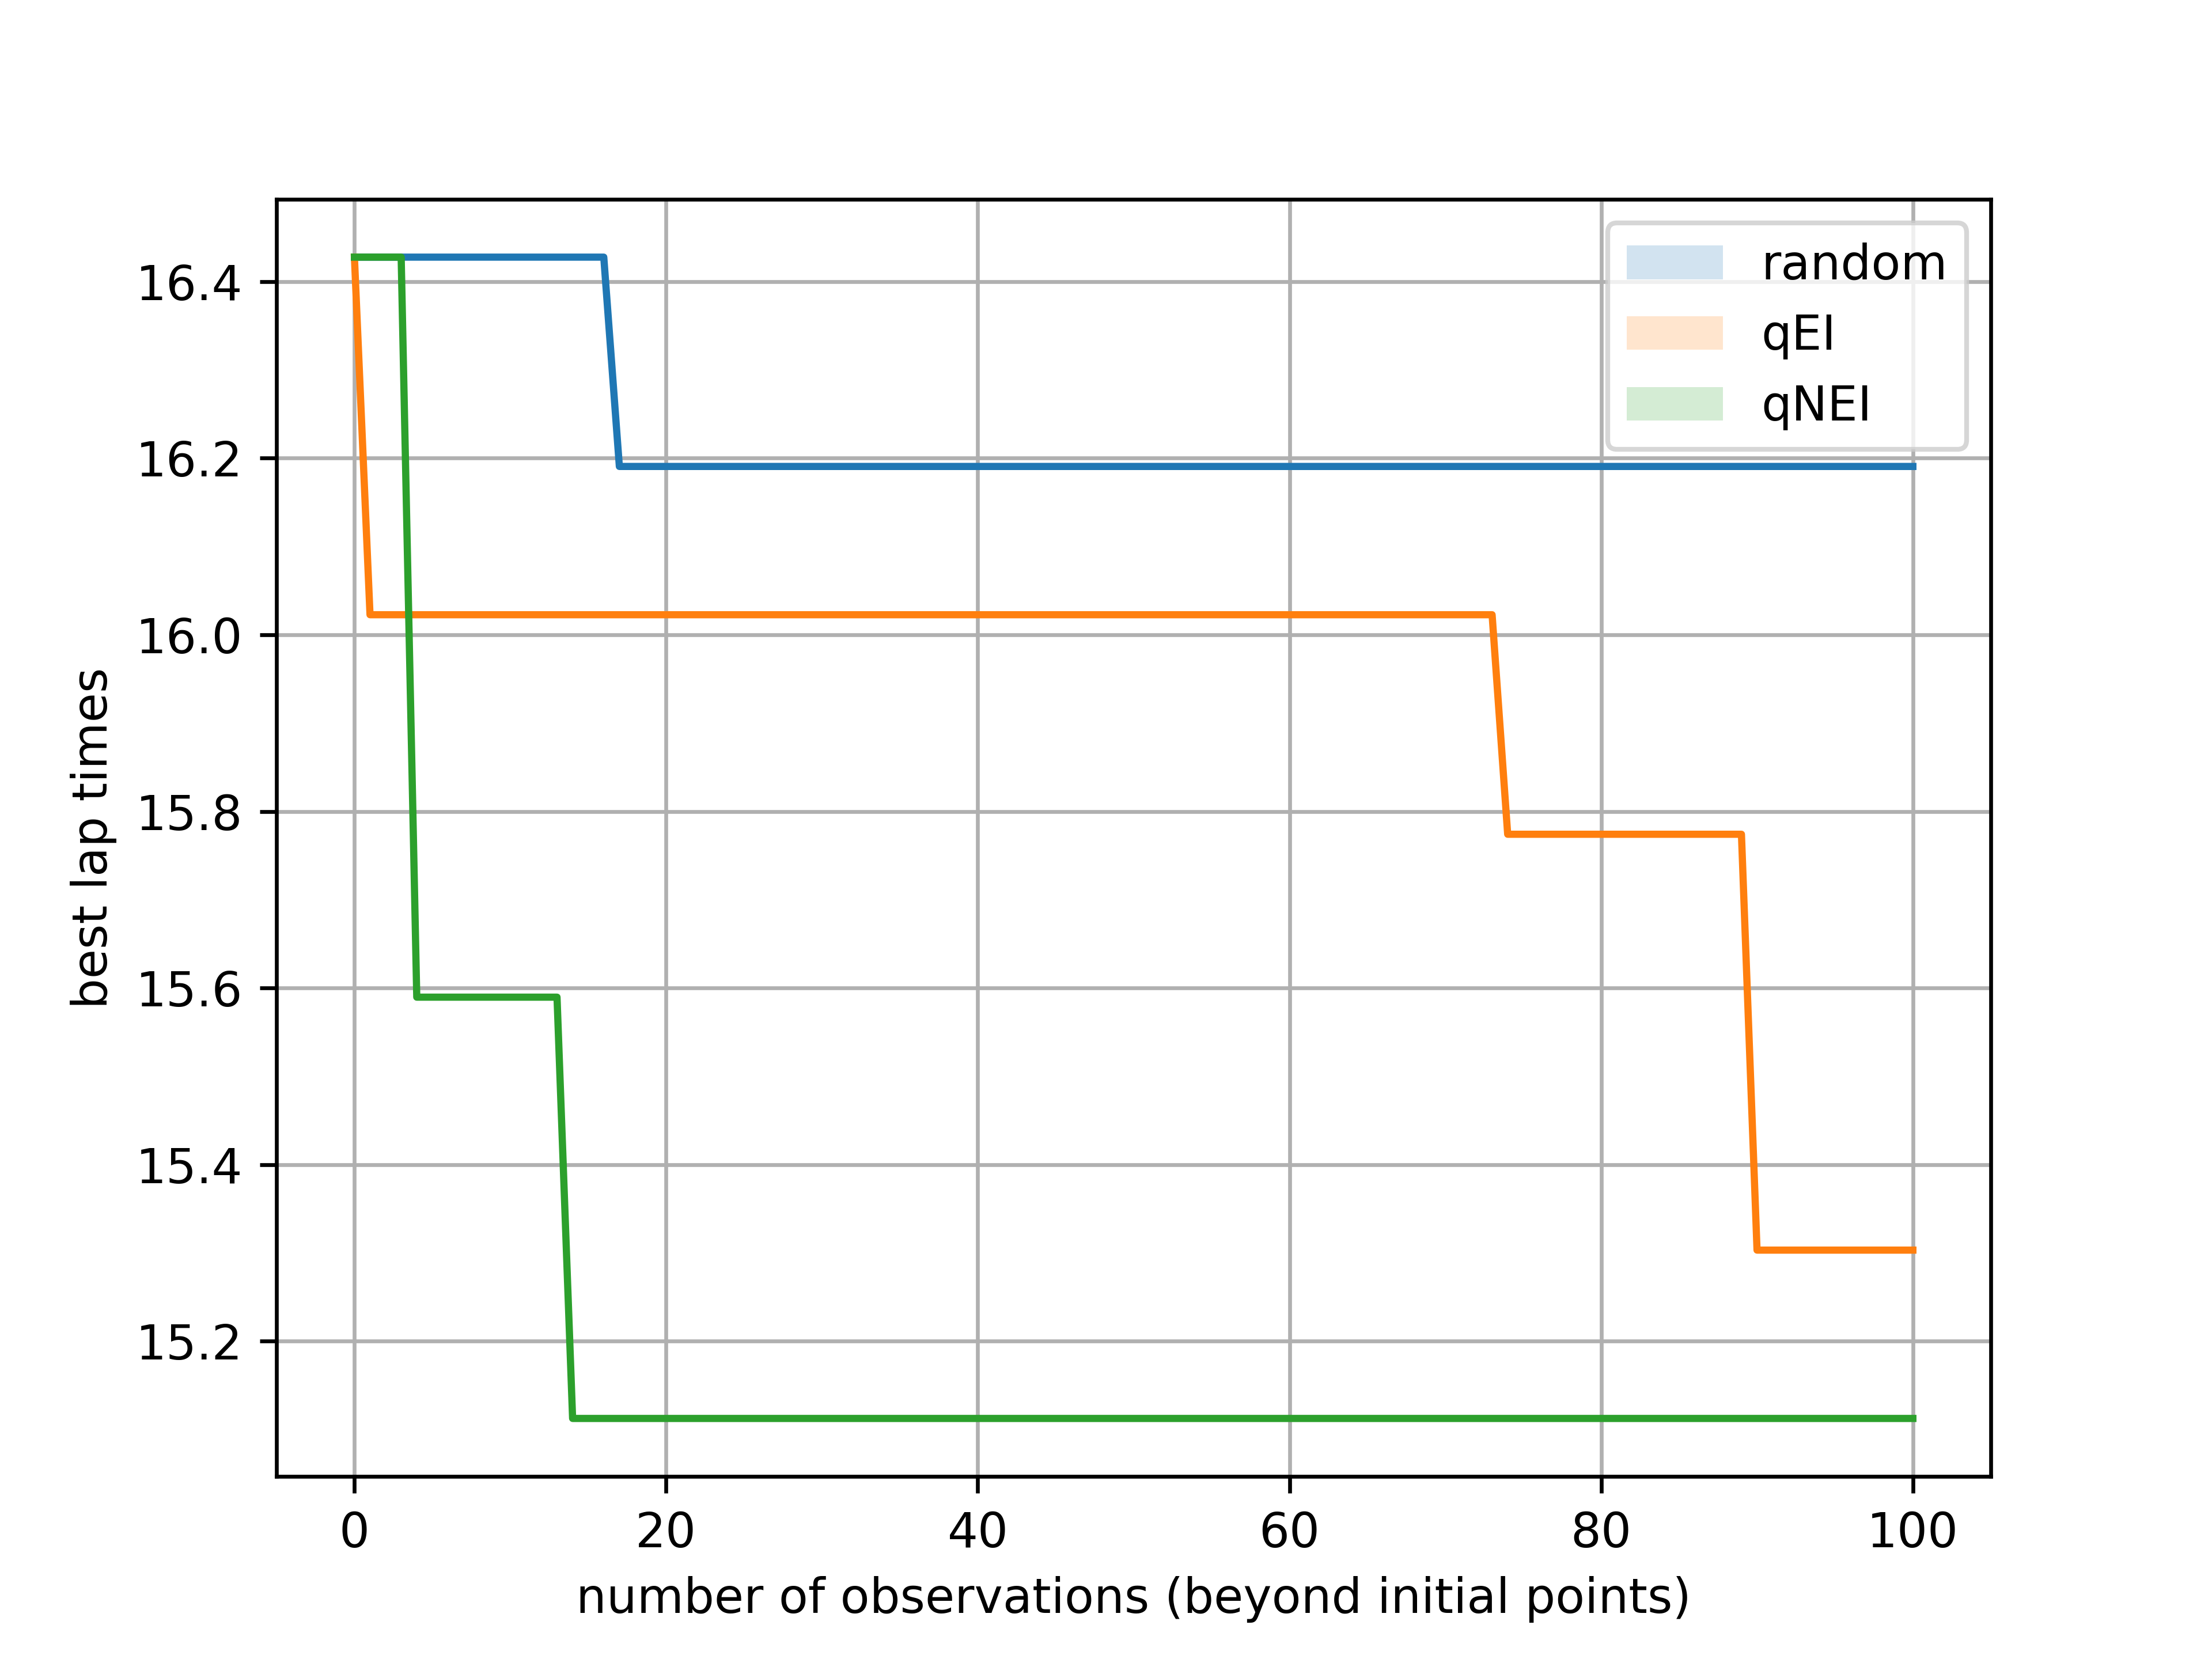 random
qEI
qNEI
16.4
16.2
16.0
15.8
15.6
15.4
15.2
best lap times
0 20 40 60 80 100
number of observations (beyond initial points)